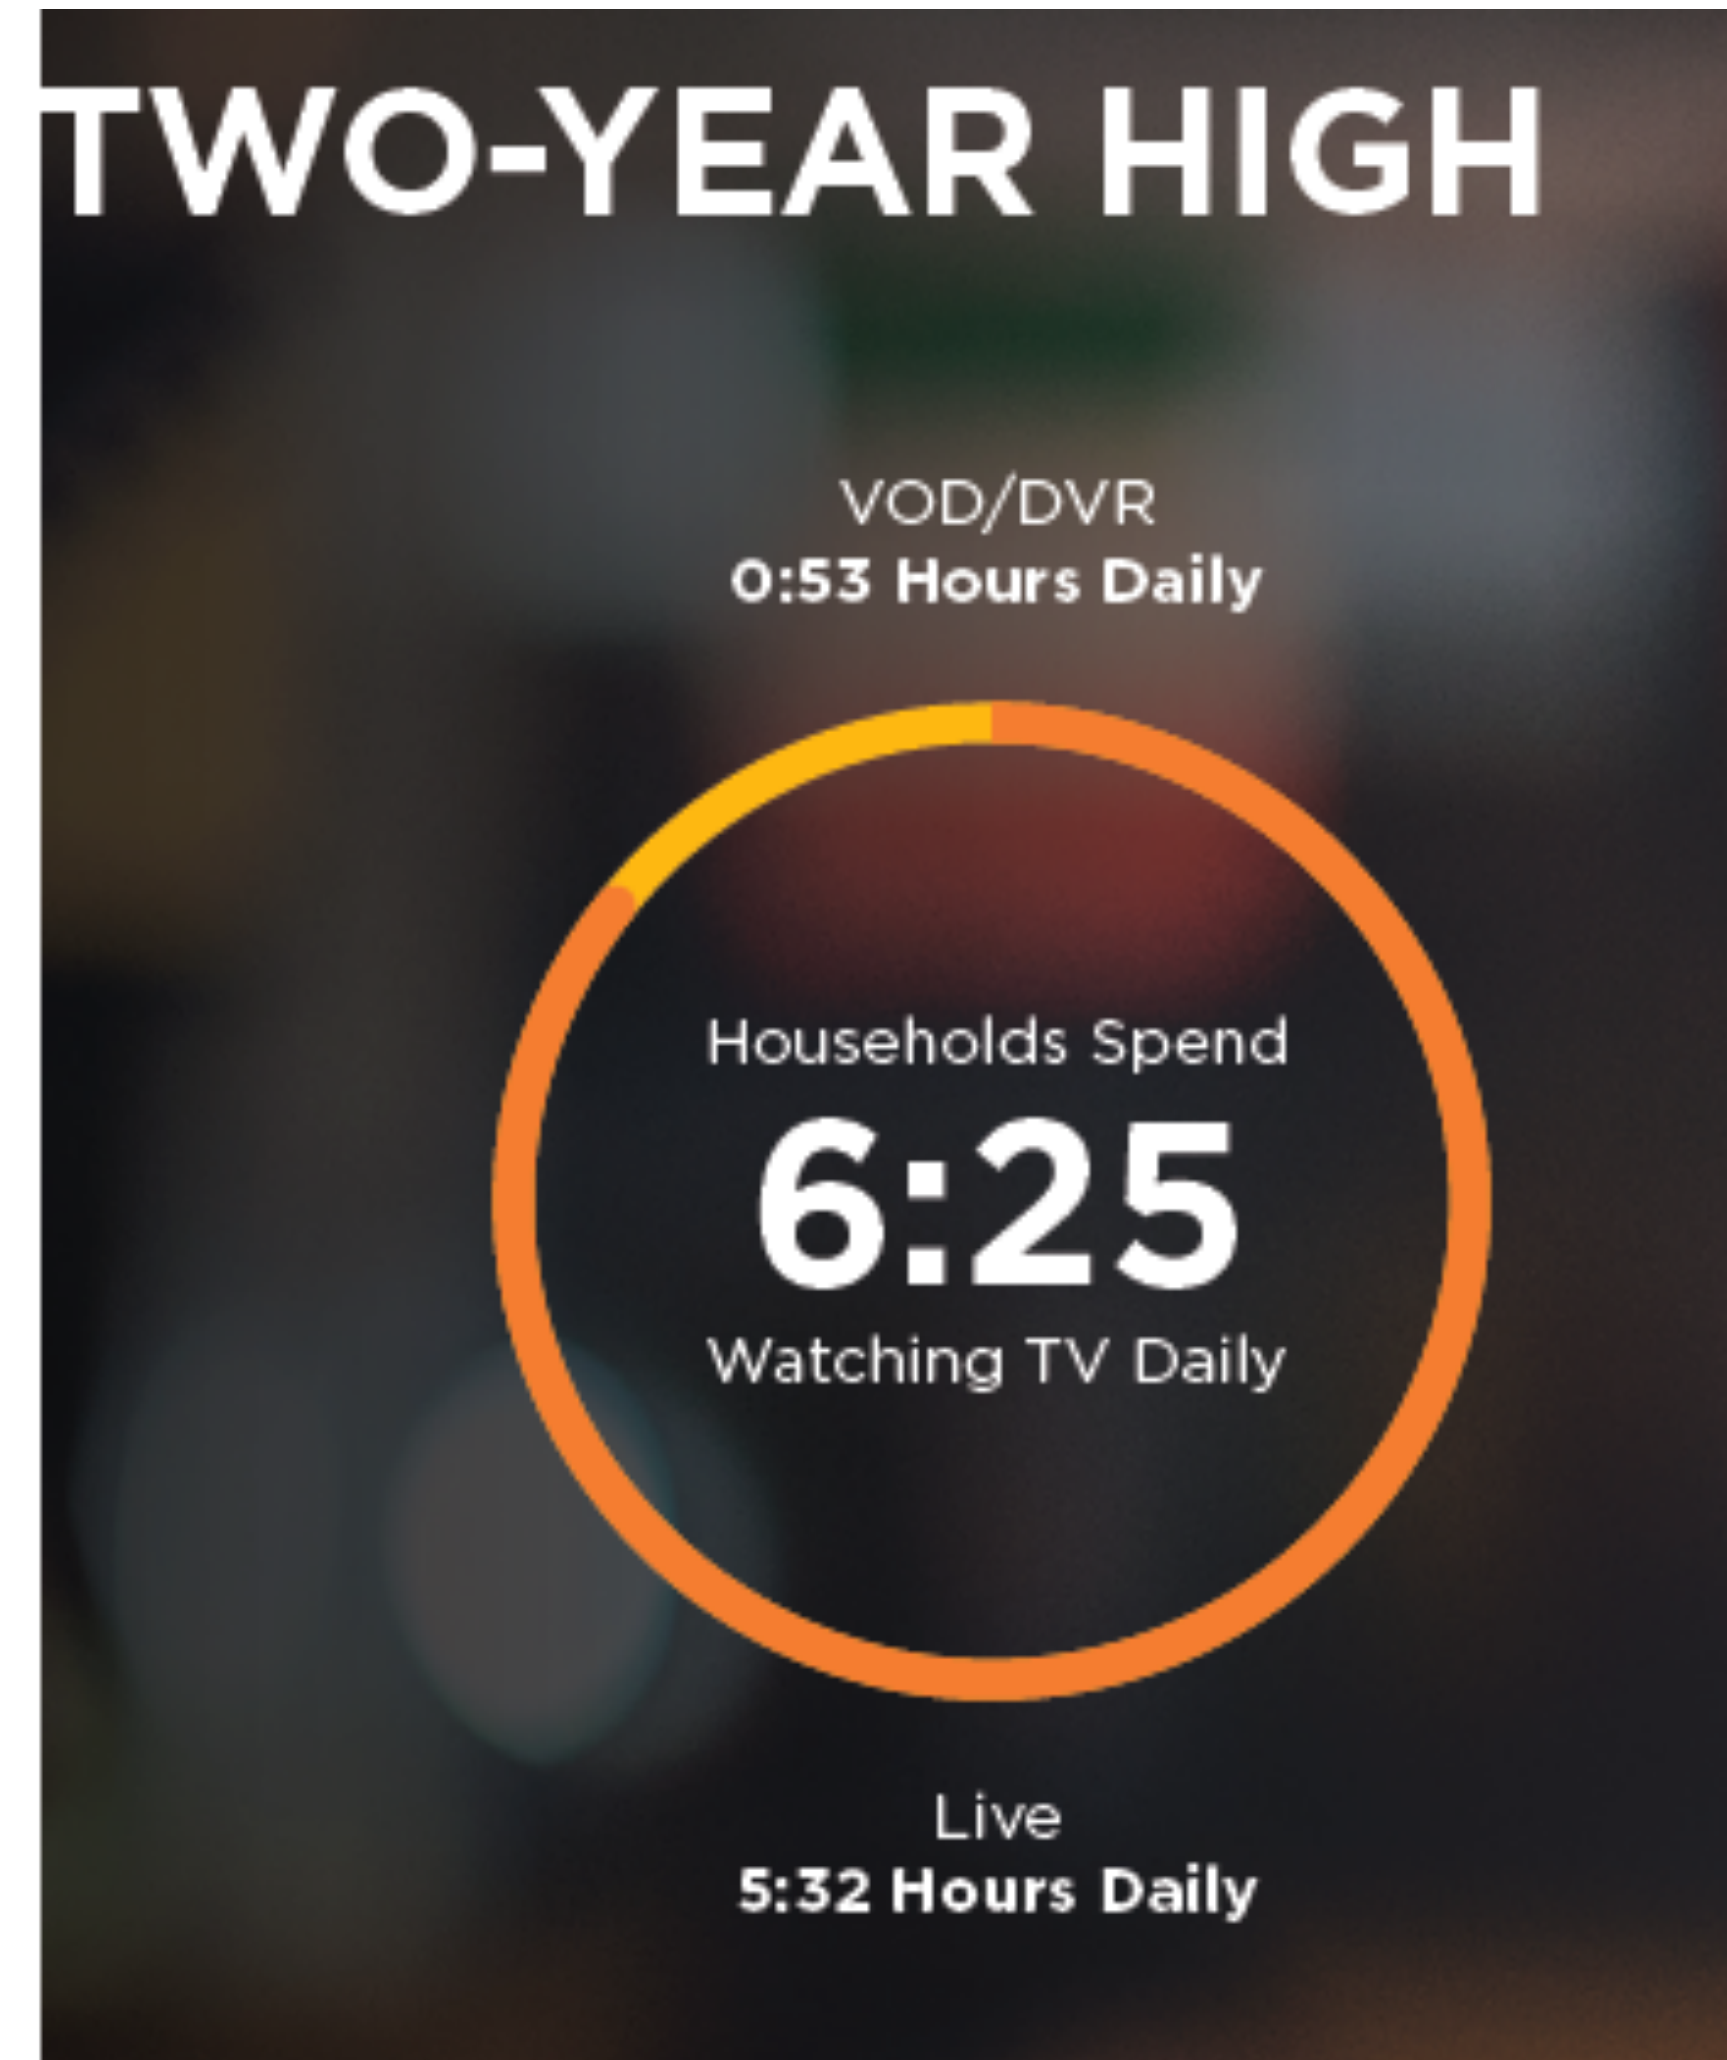 TWO-YEAR HIGH
VOD/DVR
0:53 Hours Daily
Households Spend
6:25
Watching TV Daily
Live
5:32 Hours Daily